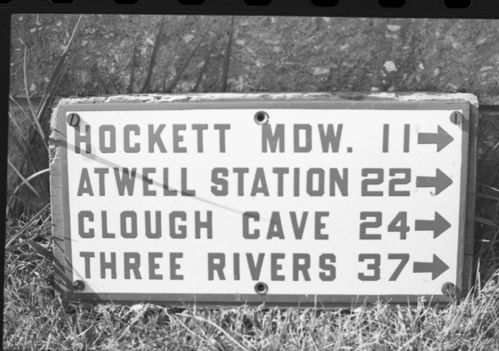 HOCKETT MDW. 11 →
ATWELL STATION 22 →
CLOUGH CAVE 24 →
THREE RIVERS 37 →